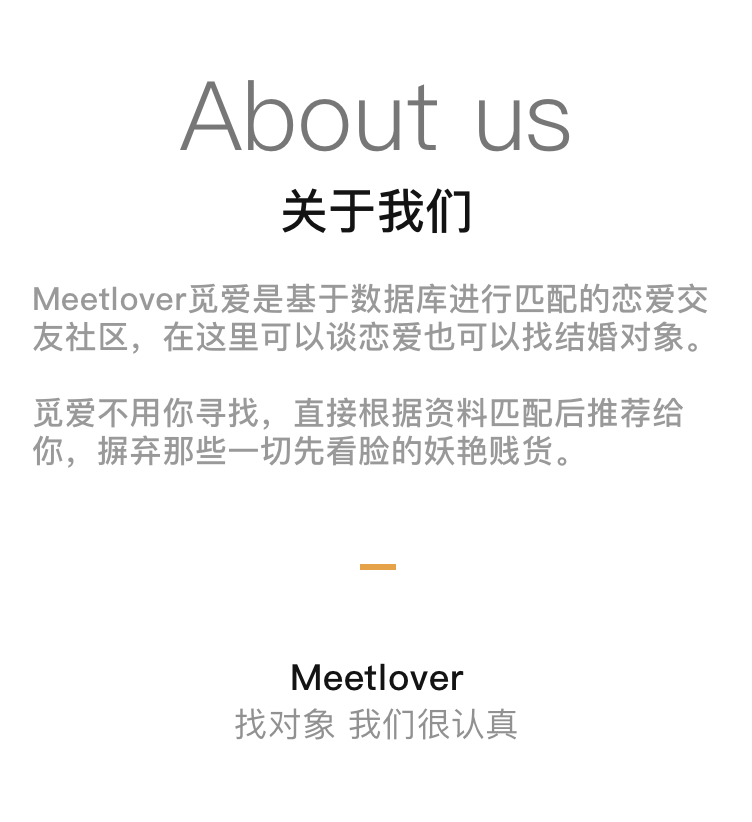 About us
关于我们
Meetlover觅爱是基于数据库进行匹配的恋爱交
友社区，在这里可以谈恋爱也可以找结婚对象。
觅爱不用你寻找，直接根据资料匹配后推荐给
你，摒弃那些一切先看脸的妖艳贱货。
Meetlover
找对象 我们很认真